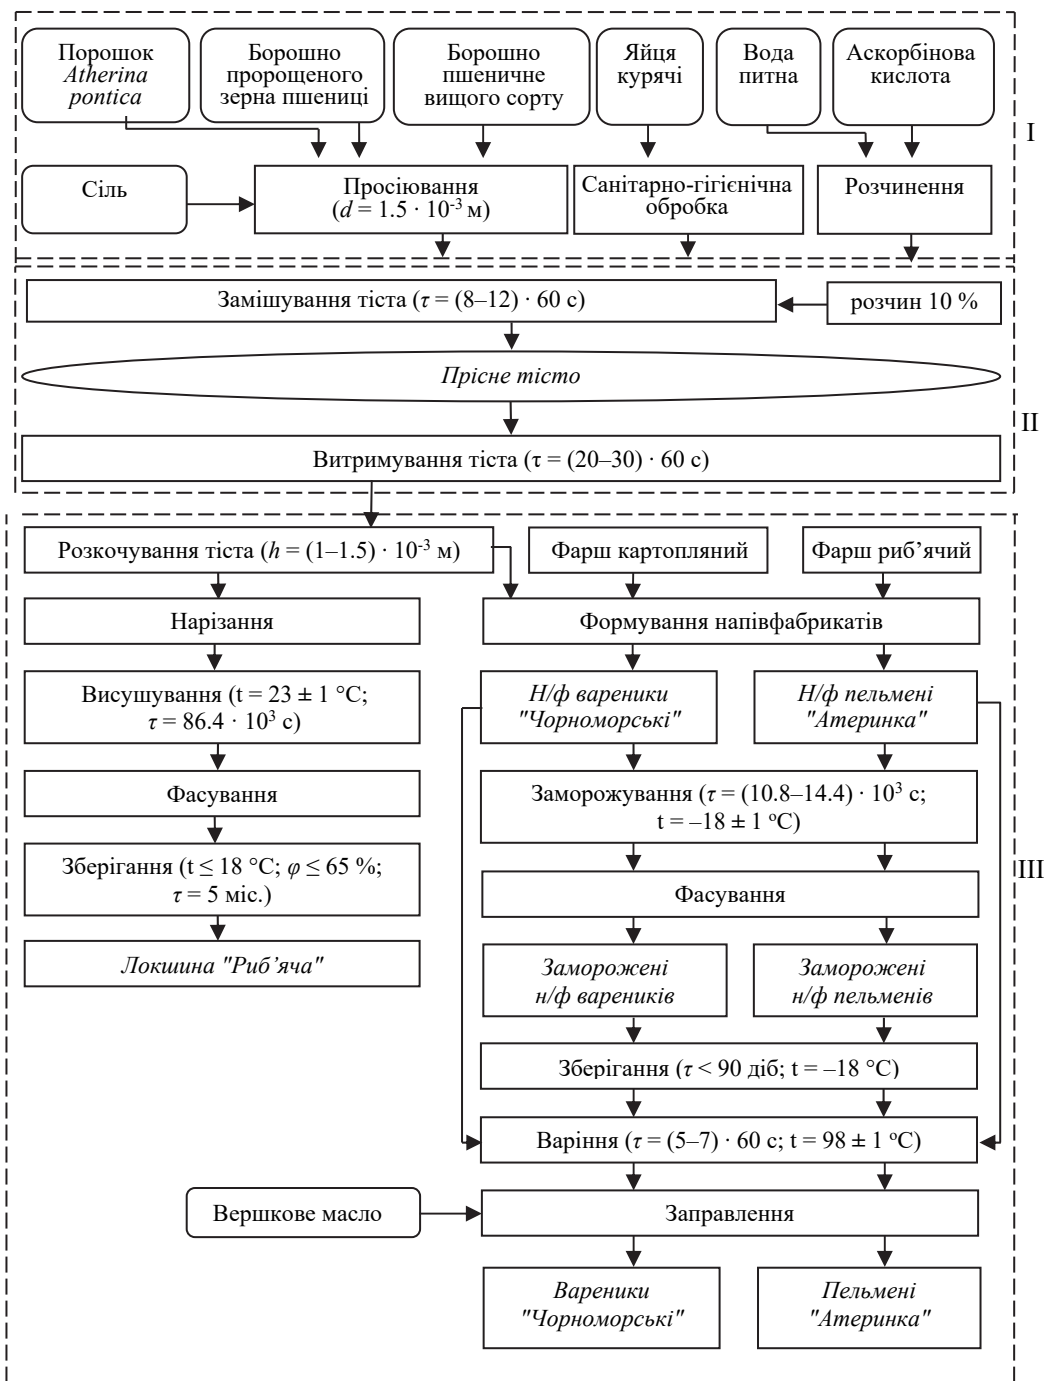 Порошок
Atherina
pontica
Борошно
пророщеного
зерна пшениці
Борошно
пшеничне
вищого сорту
Яйця
курячі
Вода
питна
Аскорбінова
кислота
I
Сіль
Просіювання
(d = 1.5 · 10⁻³ м)
Санітарно-гігієнічна
обробка
Розчинення
Замішування тіста (τ = (8–12) · 60 с)
розчин 10 %
Прісне тісто
II
Витримування тіста (τ = (20–30) · 60 с)
Розкочування тіста (h = (1–1.5) · 10⁻³ м)
Фарш картопляний
Фарш риб’ячий
Нарізання
Формування напівфабрикатів
Висушування (t = 23 ± 1 °C;
τ = 86.4 · 10³ с)
Н/ф вареники
"Чорноморські"
Н/ф пельмені
"Атеринка"
Фасування
Заморожування (τ = (10.8–14.4) · 10³ с;
t = –18 ± 1 °C)
Зберігання (t ≤ 18 °C; φ ≤ 65 %;
τ = 5 міс.)
Фасування
III
Локшина "Риб’яча"
Заморожені
н/ф вареників
Заморожені
н/ф пельменів
Зберігання (τ < 90 діб; t = –18 °C)
Варіння (τ = (5–7) · 60 с; t = 98 ± 1 °C)
Вершкове масло
Заправлення
Вареники
"Чорноморські"
Пельмені
"Атеринка"